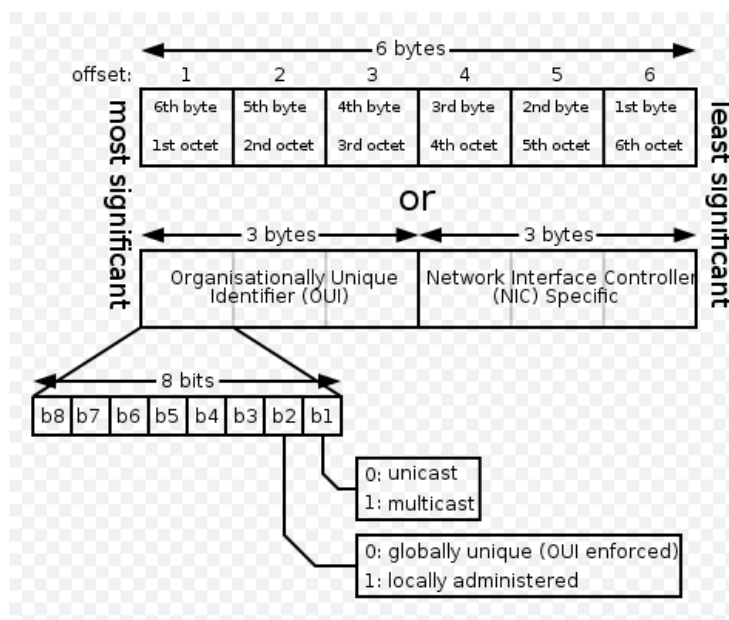 6 bytes
offset: 1 2 3 4 5 6
6th byte 5th byte 4th byte 3rd byte 2nd byte 1st byte
1st octet 2nd octet 3rd octet 4th octet 5th octet 6th octet
most significant
least significant
or
3 bytes 3 bytes
Organisationally Unique
Identifier (OUI)
Network Interface Controller
(NIC) Specific
8 bits
b8 b7 b6 b5 b4 b3 b2 b1
0: unicast
1: multicast
0: globally unique (OUI enforced)
1: locally administered